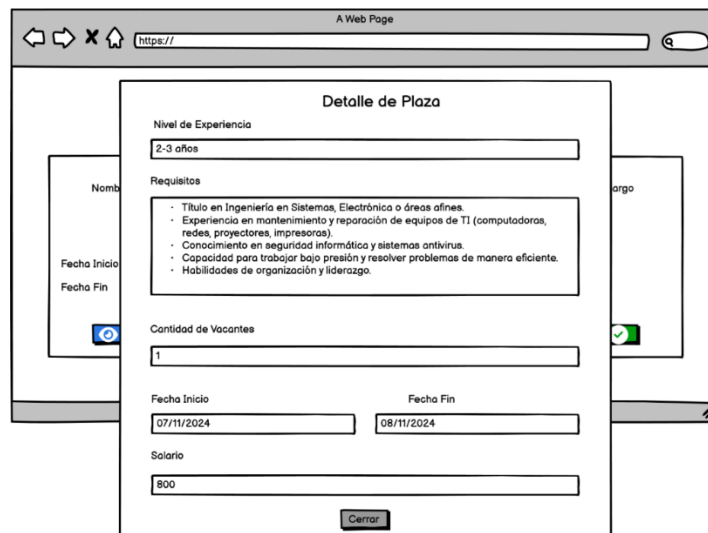 A Web Page
https://
Detalle de Plaza
Nivel de Experiencia
2-3 años
Requisitos
· Título en Ingeniería en Sistemas, Electrónica o áreas afines.
· Experiencia en mantenimiento y reparación de equipos de TI (computadoras,
redes, proyectores, impresoras).
· Conocimiento en seguridad informática y sistemas antivirus.
· Capacidad para trabajar bajo presión y resolver problemas de manera eficiente.
· Habilidades de organización y liderazgo.
Nomb
argo
Fecha Inicio
Fecha Fin
Cantidad de Vacantes
1
Fecha Inicio Fecha Fin
07/11/2024 08/11/2024
Salario
800
Cerrar